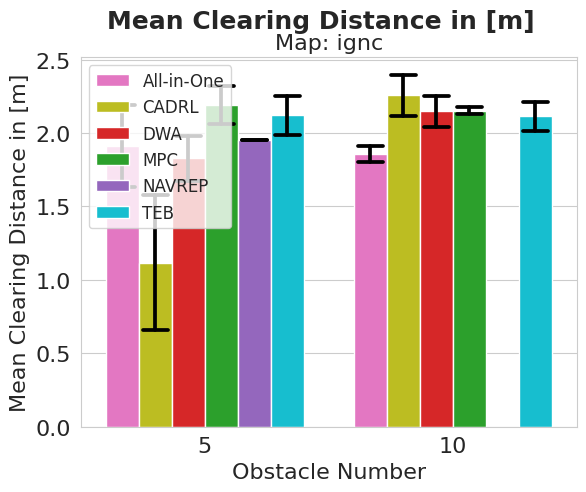 Mean Clearing Distance in [m]
Map: ignc
Mean Clearing Distance in [m]
2.5
2.0
1.5
1.0
0.5
0.0
All-in-One
CADRL
DWA
MPC
NAVREP
TEB
5
10
Obstacle Number